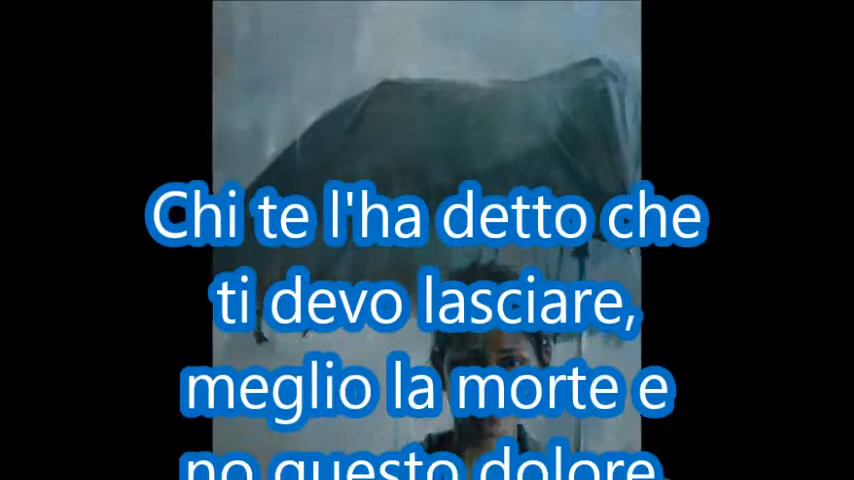 Chi te l'ha detto che
ti devo lasciare,
meglio la morte e
no questo dolore.